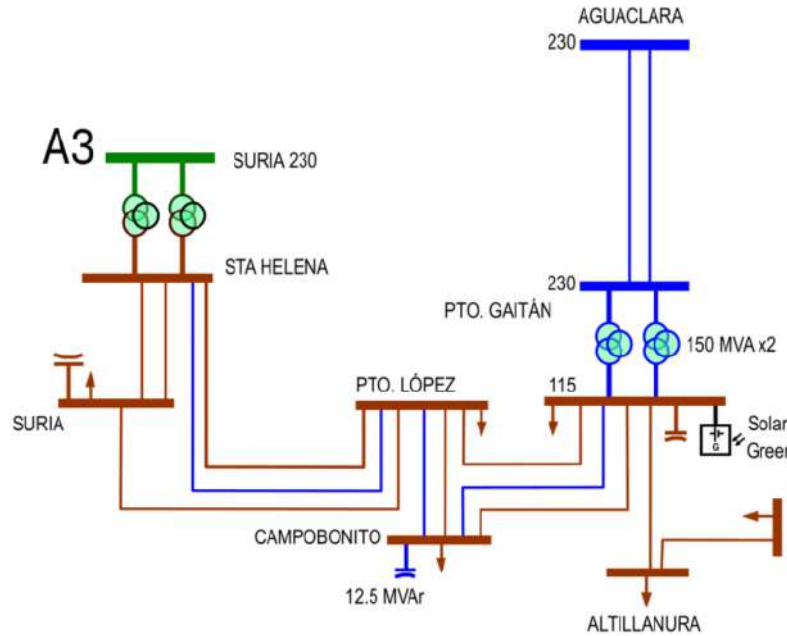 AGUACLARA
230
A3
SURIA 230
STA HELENA
230
PTO. GAITÁN
150 MVA x2
PTO. LÓPEZ
115
SURIA
Solar
Green
G
CAMPOBONITO
12.5 MVAr
ALTILLANURA